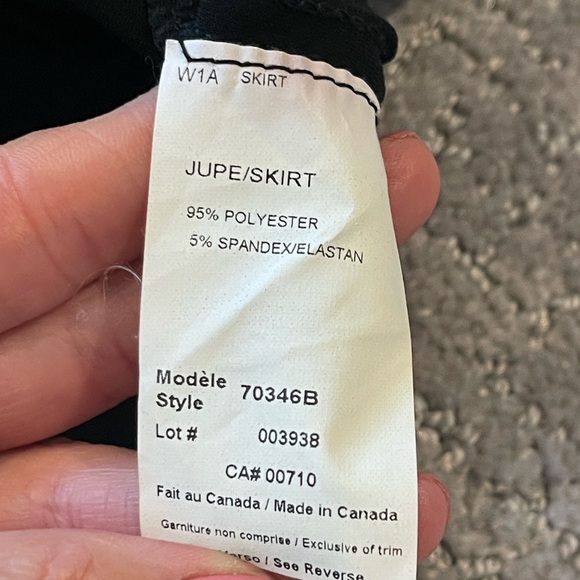 W1A SKIRT
JUPE/SKIRT
95% POLYESTER
5% SPANDEX/ELASTAN
Modèle
Style 70346B
Lot # 003938
CA# 00710
Fait au Canada / Made in Canada
Garniture non comprise / Exclusive of trim
/ See Reverse